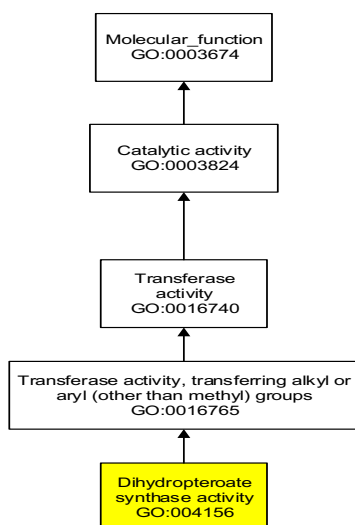 Molecular_function
GO:0003674
Catalytic activity
GO:0003824
Transferase
activity
GO:0016740
Transferase activity, transferring alkyl or
aryl (other than methyl) groups
GO:0016765
Dihydropteroate
synthase activity
GO:004156